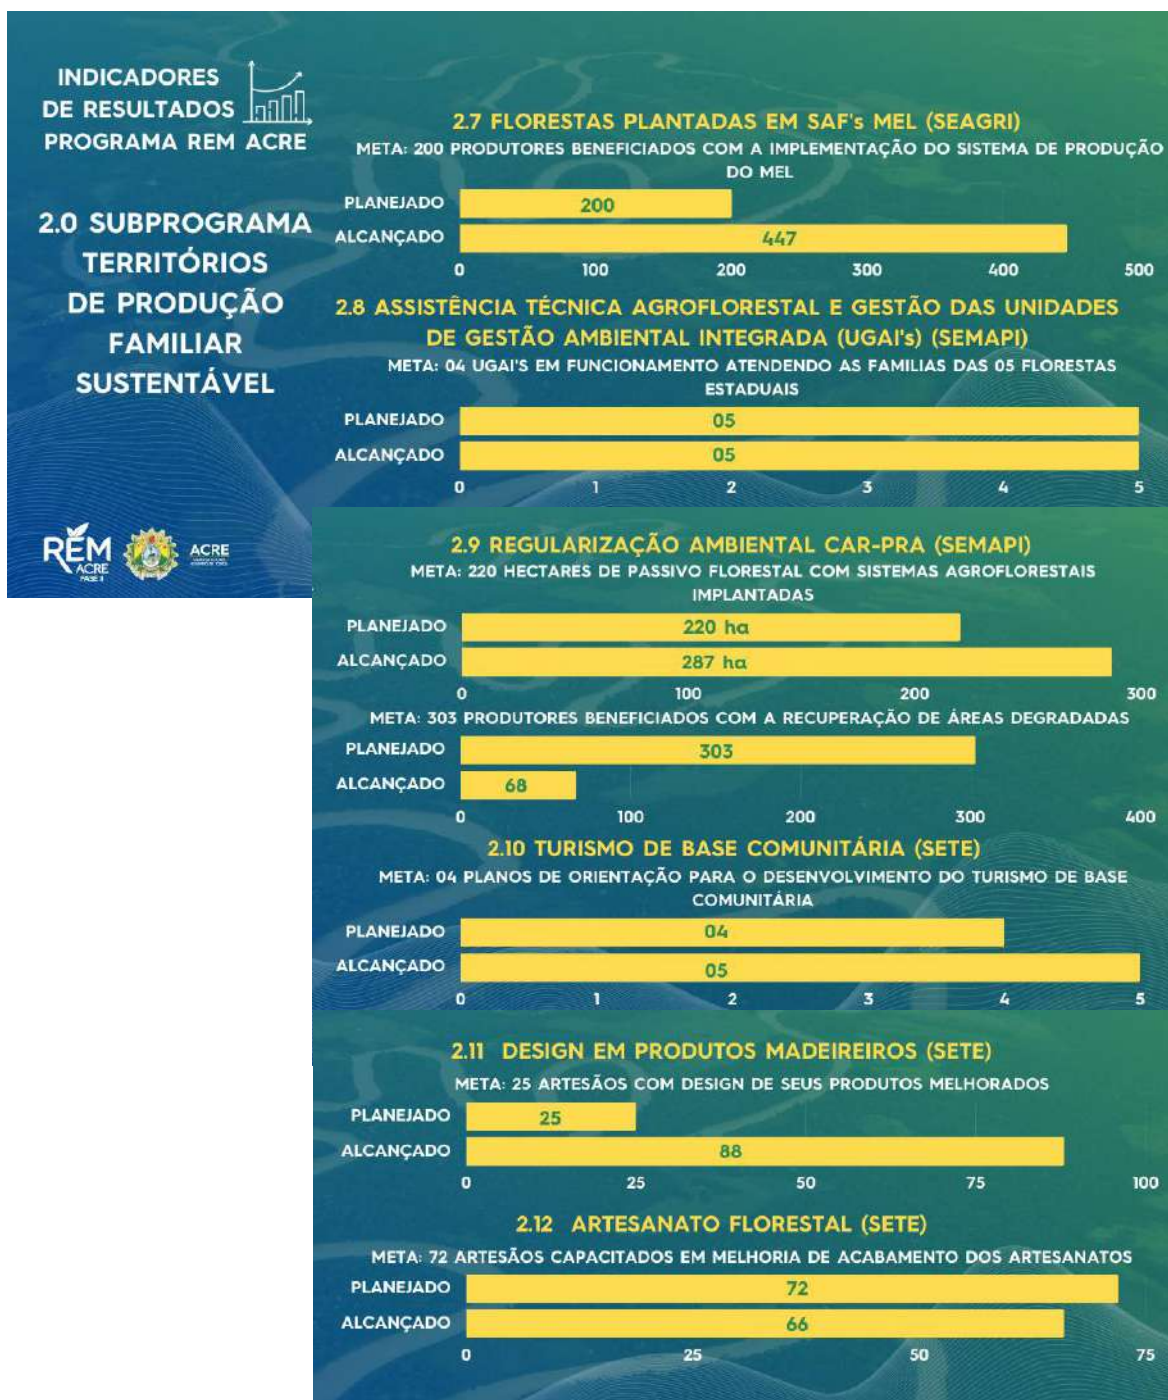 INDICADORES
DE RESULTADOS
PROGRAMA REM ACRE
2.0 SUBPROGRAMA
TERRITÓRIOS
DE PRODUÇÃO
FAMILIAR
SUSTENTÁVEL
REM
ACRE
FASE II
ACRE
2.7 FLORESTAS PLANTADAS EM SAF's MEL (SEAGRI)
META: 200 PRODUTORES BENEFICIADOS COM A IMPLEMENTAÇÃO DO SISTEMA DE PRODUÇÃO
DO MEL
PLANEJADO 200
ALCANÇADO 447
0 100 200 300 400 500
2.8 ASSISTÊNCIA TÉCNICA AGROFLORESTAL E GESTÃO DAS UNIDADES
DE GESTÃO AMBIENTAL INTEGRADA (UGAI's) (SEMAPI)
META: 04 UGAI'S EM FUNCIONAMENTO ATENDENDO AS FAMILIAS DAS 05 FLORESTAS
ESTADUAIS
PLANEJADO 05
ALCANÇADO 05
0 1 2 3 4 5
2.9 REGULARIZAÇÃO AMBIENTAL CAR-PRA (SEMAPI)
META: 220 HECTARES DE PASSIVO FLORESTAL COM SISTEMAS AGROFLORESTAIS
IMPLANTADAS
PLANEJADO 220 ha
ALCANÇADO 287 ha
0 100 200 300
META: 303 PRODUTORES BENEFICIADOS COM A RECUPERAÇÃO DE ÁREAS DEGRADADAS
PLANEJADO 303
ALCANÇADO 68
0 100 200 300 400
2.10 TURISMO DE BASE COMUNITÁRIA (SETE)
META: 04 PLANOS DE ORIENTAÇÃO PARA O DESENVOLVIMENTO DO TURISMO DE BASE
COMUNITÁRIA
PLANEJADO 04
ALCANÇADO 05
0 1 2 3 4 5
2.11 DESIGN EM PRODUTOS MADEIREIROS (SETE)
META: 25 ARTESÃOS COM DESIGN DE SEUS PRODUTOS MELHORADOS
PLANEJADO 25
ALCANÇADO 88
0 25 50 75 100
2.12 ARTESANATO FLORESTAL (SETE)
META: 72 ARTESÃOS CAPACITADOS EM MELHORIA DE ACABAMENTO DOS ARTESANATOS
PLANEJADO 72
ALCANÇADO 66
0 25 50 75